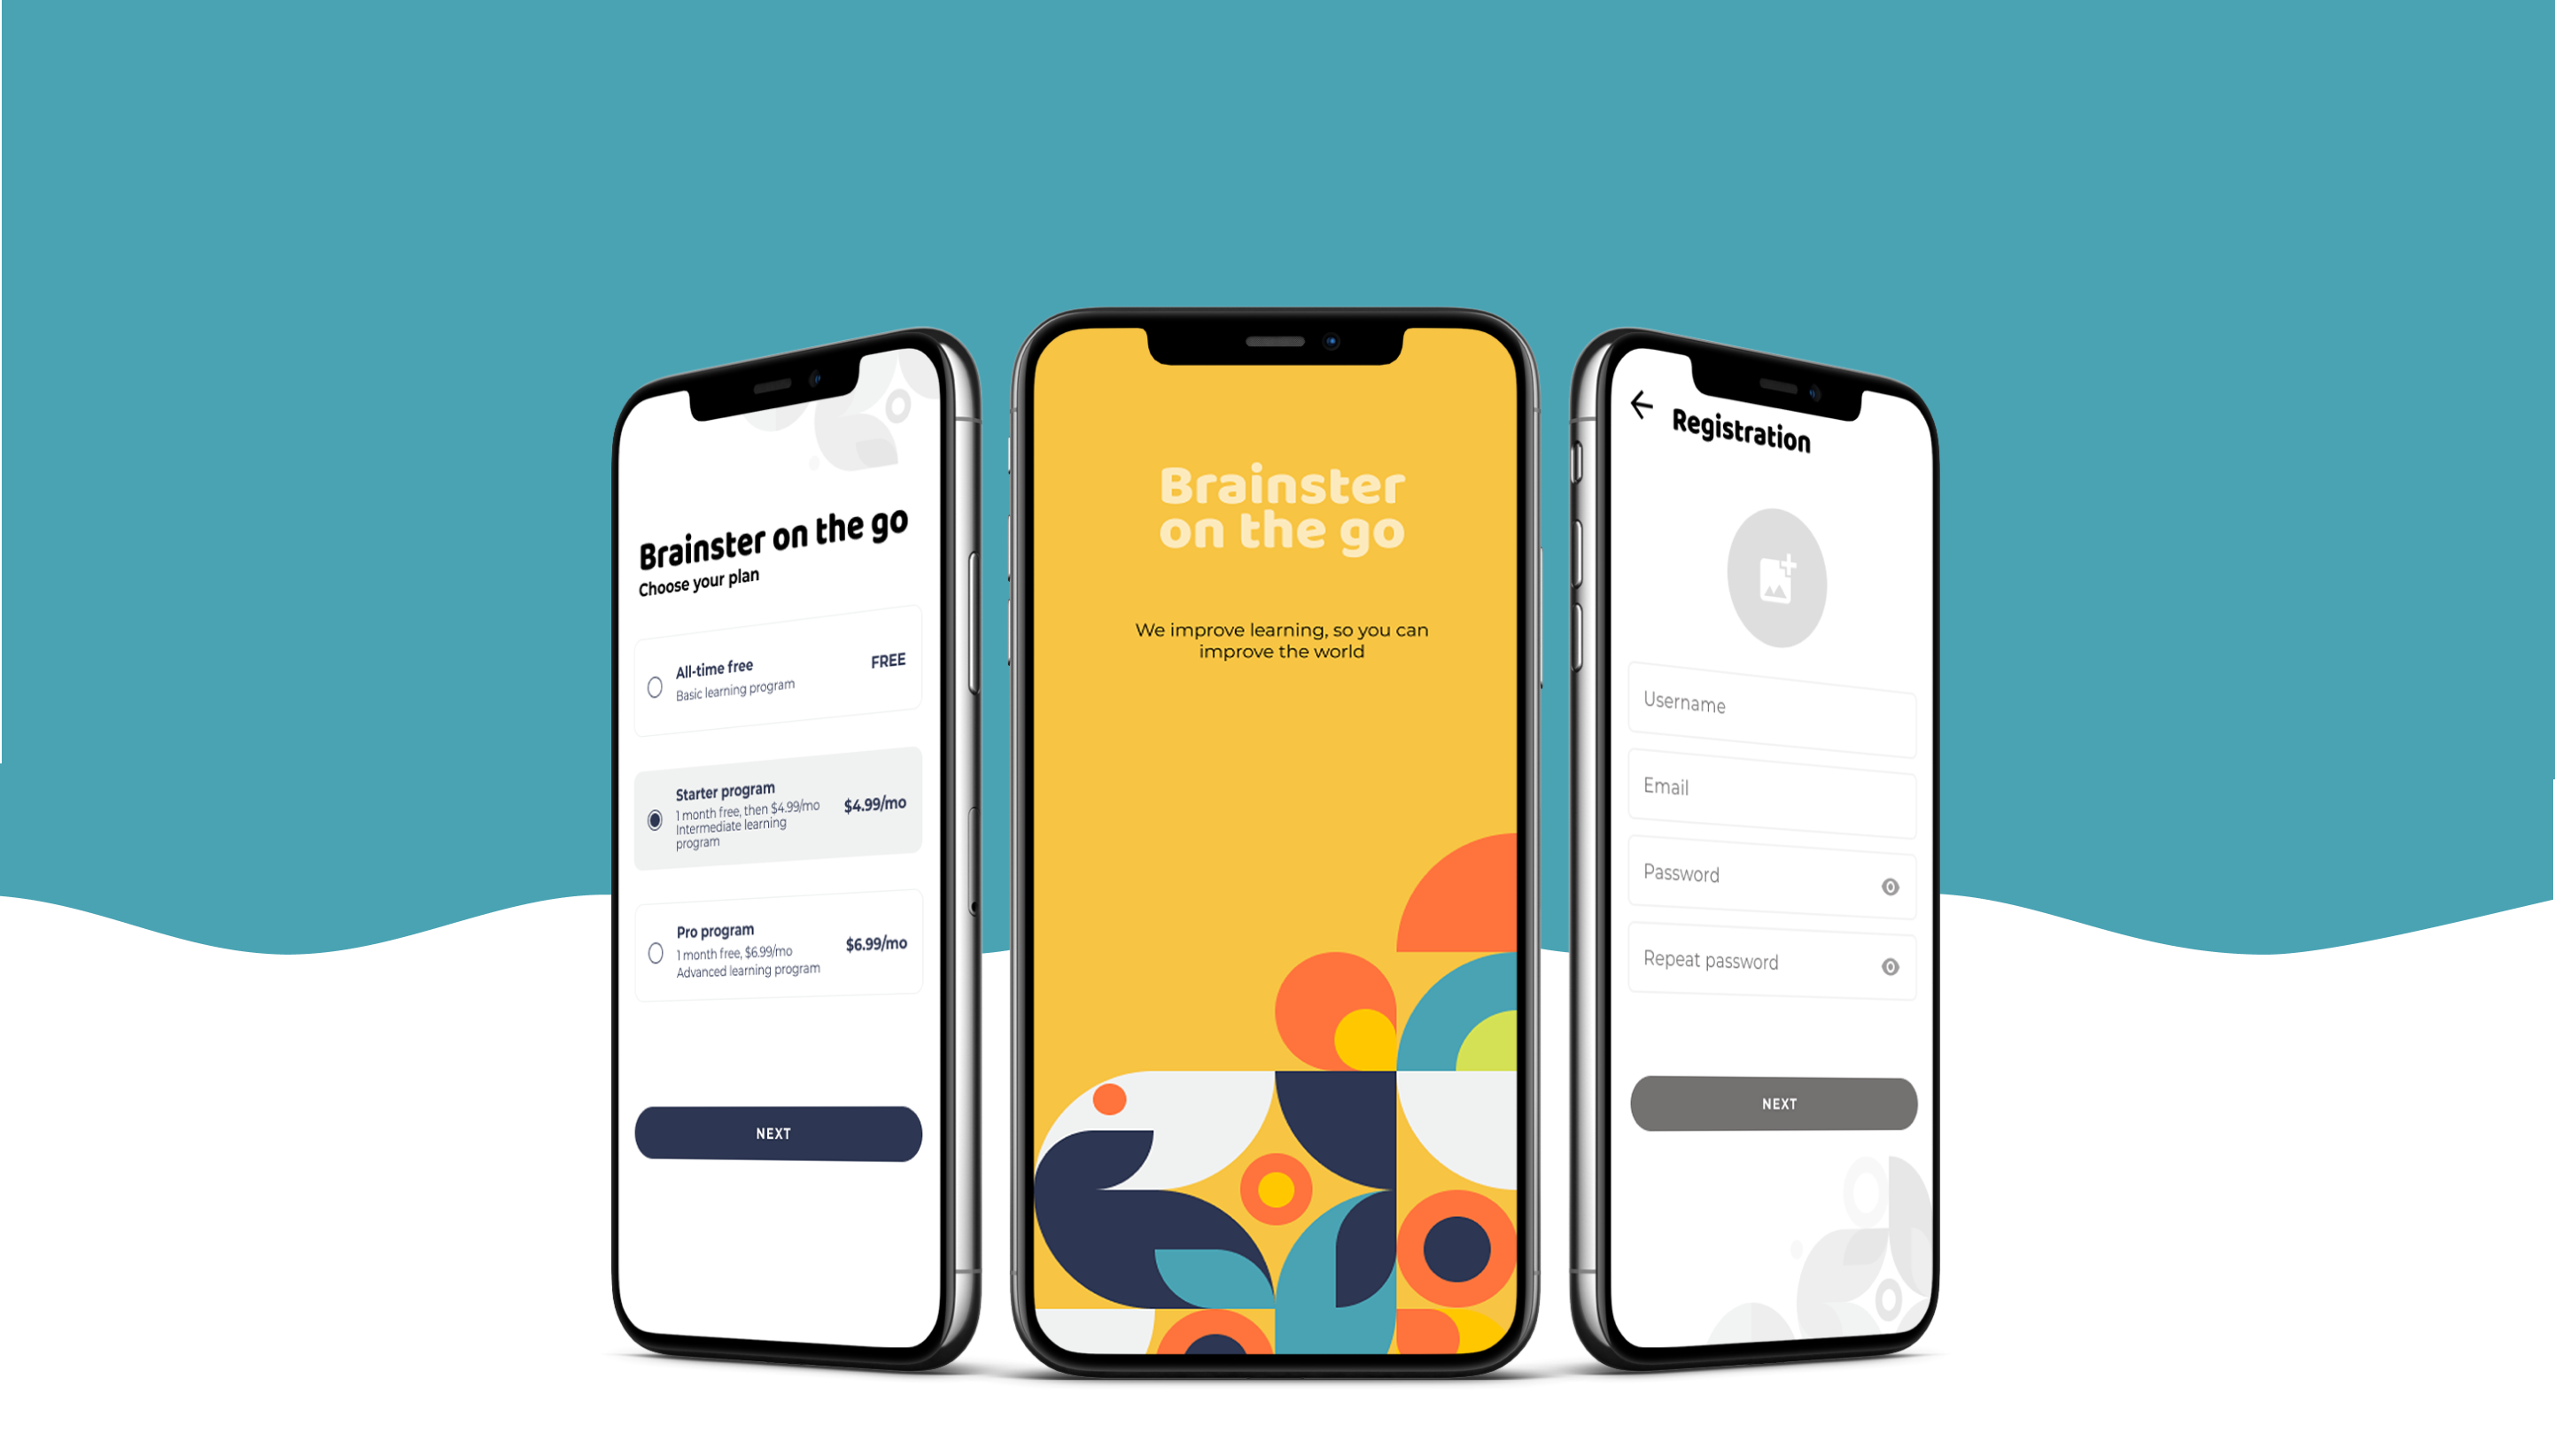 Brainster on the go
Choose your plan
All-time free
FREE
Basic learning program
Starter program
1 month free, then $4.99/mo
$4.99/mo
Intermediate learning
program
Pro program
1 month free, $6.99/mo
$6.99/mo
Advanced learning program
NEXT
Brainster
on the go
We improve learning, so you can
improve the world
Registration
Username
Email
Password
Repeat password
NEXT